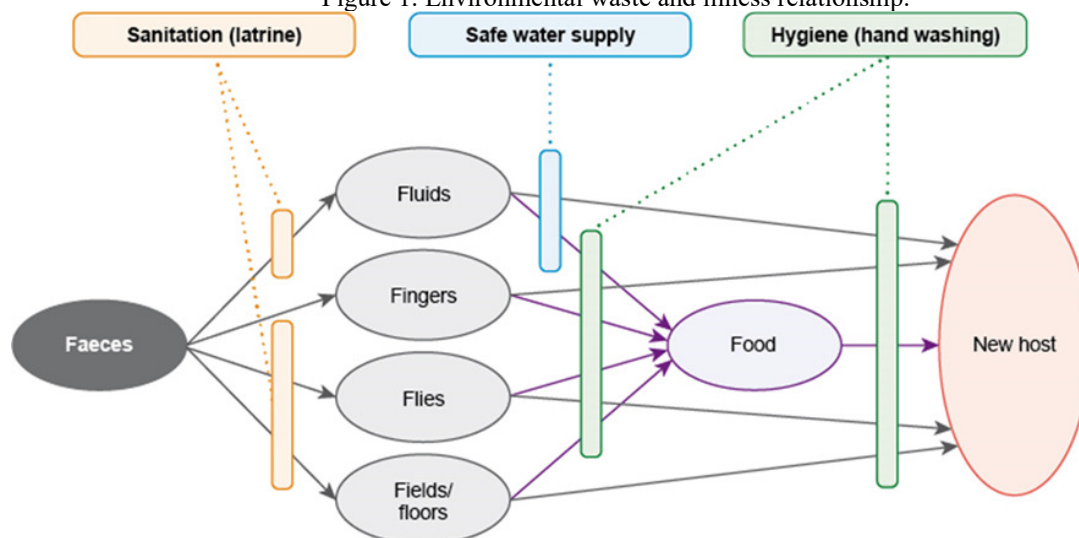 Figure 1. Environmental waste and illness relationship.
Sanitation (latrine)
Safe water supply
Hygiene (hand washing)
Fluids
Fingers
Faeces
Food
New host
Flies
Fields/
floors